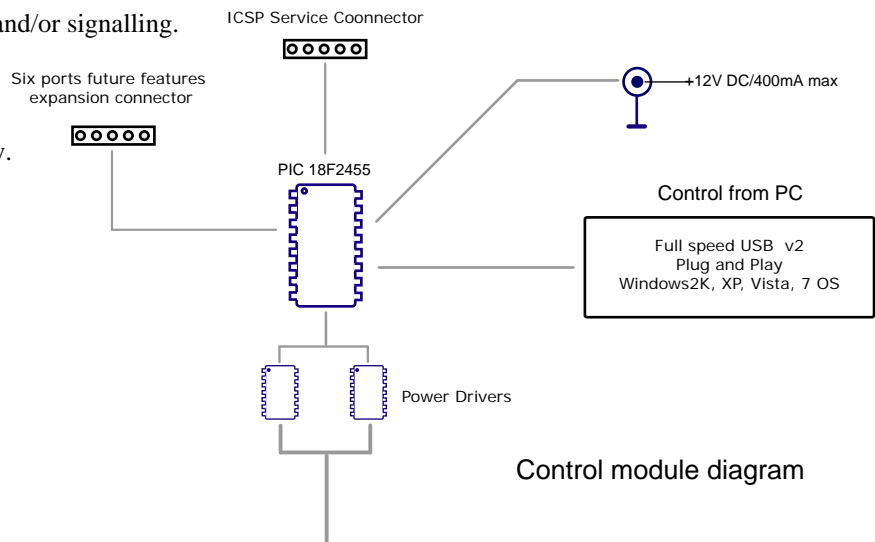 and/or signalling.
ICSP Service Coonnector
Six ports future features
expansion connector
+12V DC/400mA max
PIC 18F2455
Control from PC
Full speed USB v2
Plug and Play
Windows2K, XP, Vista, 7 OS
Power Drivers
Control module diagram